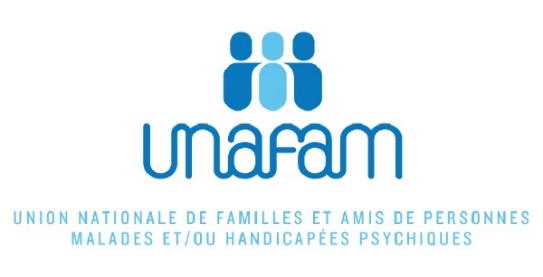 unafam
UNION NATIONALE DE FAMILLES ET AMIS DE PERSONNES
MALADES ET/OU HANDICAPÉES PSYCHIQUES